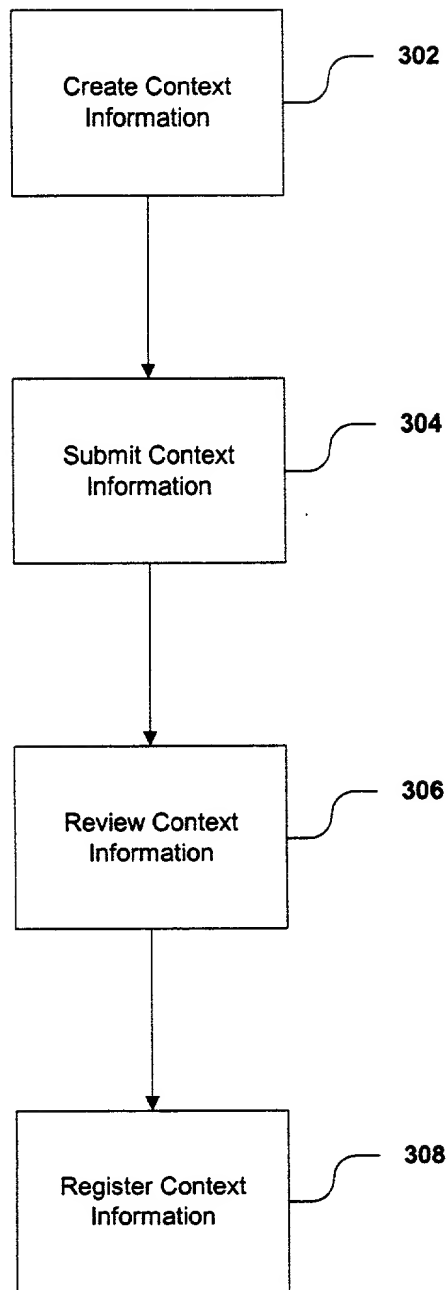 Create Context
Information
302
Submit Context
Information
304
Review Context
Information
306
Register Context
Information
308